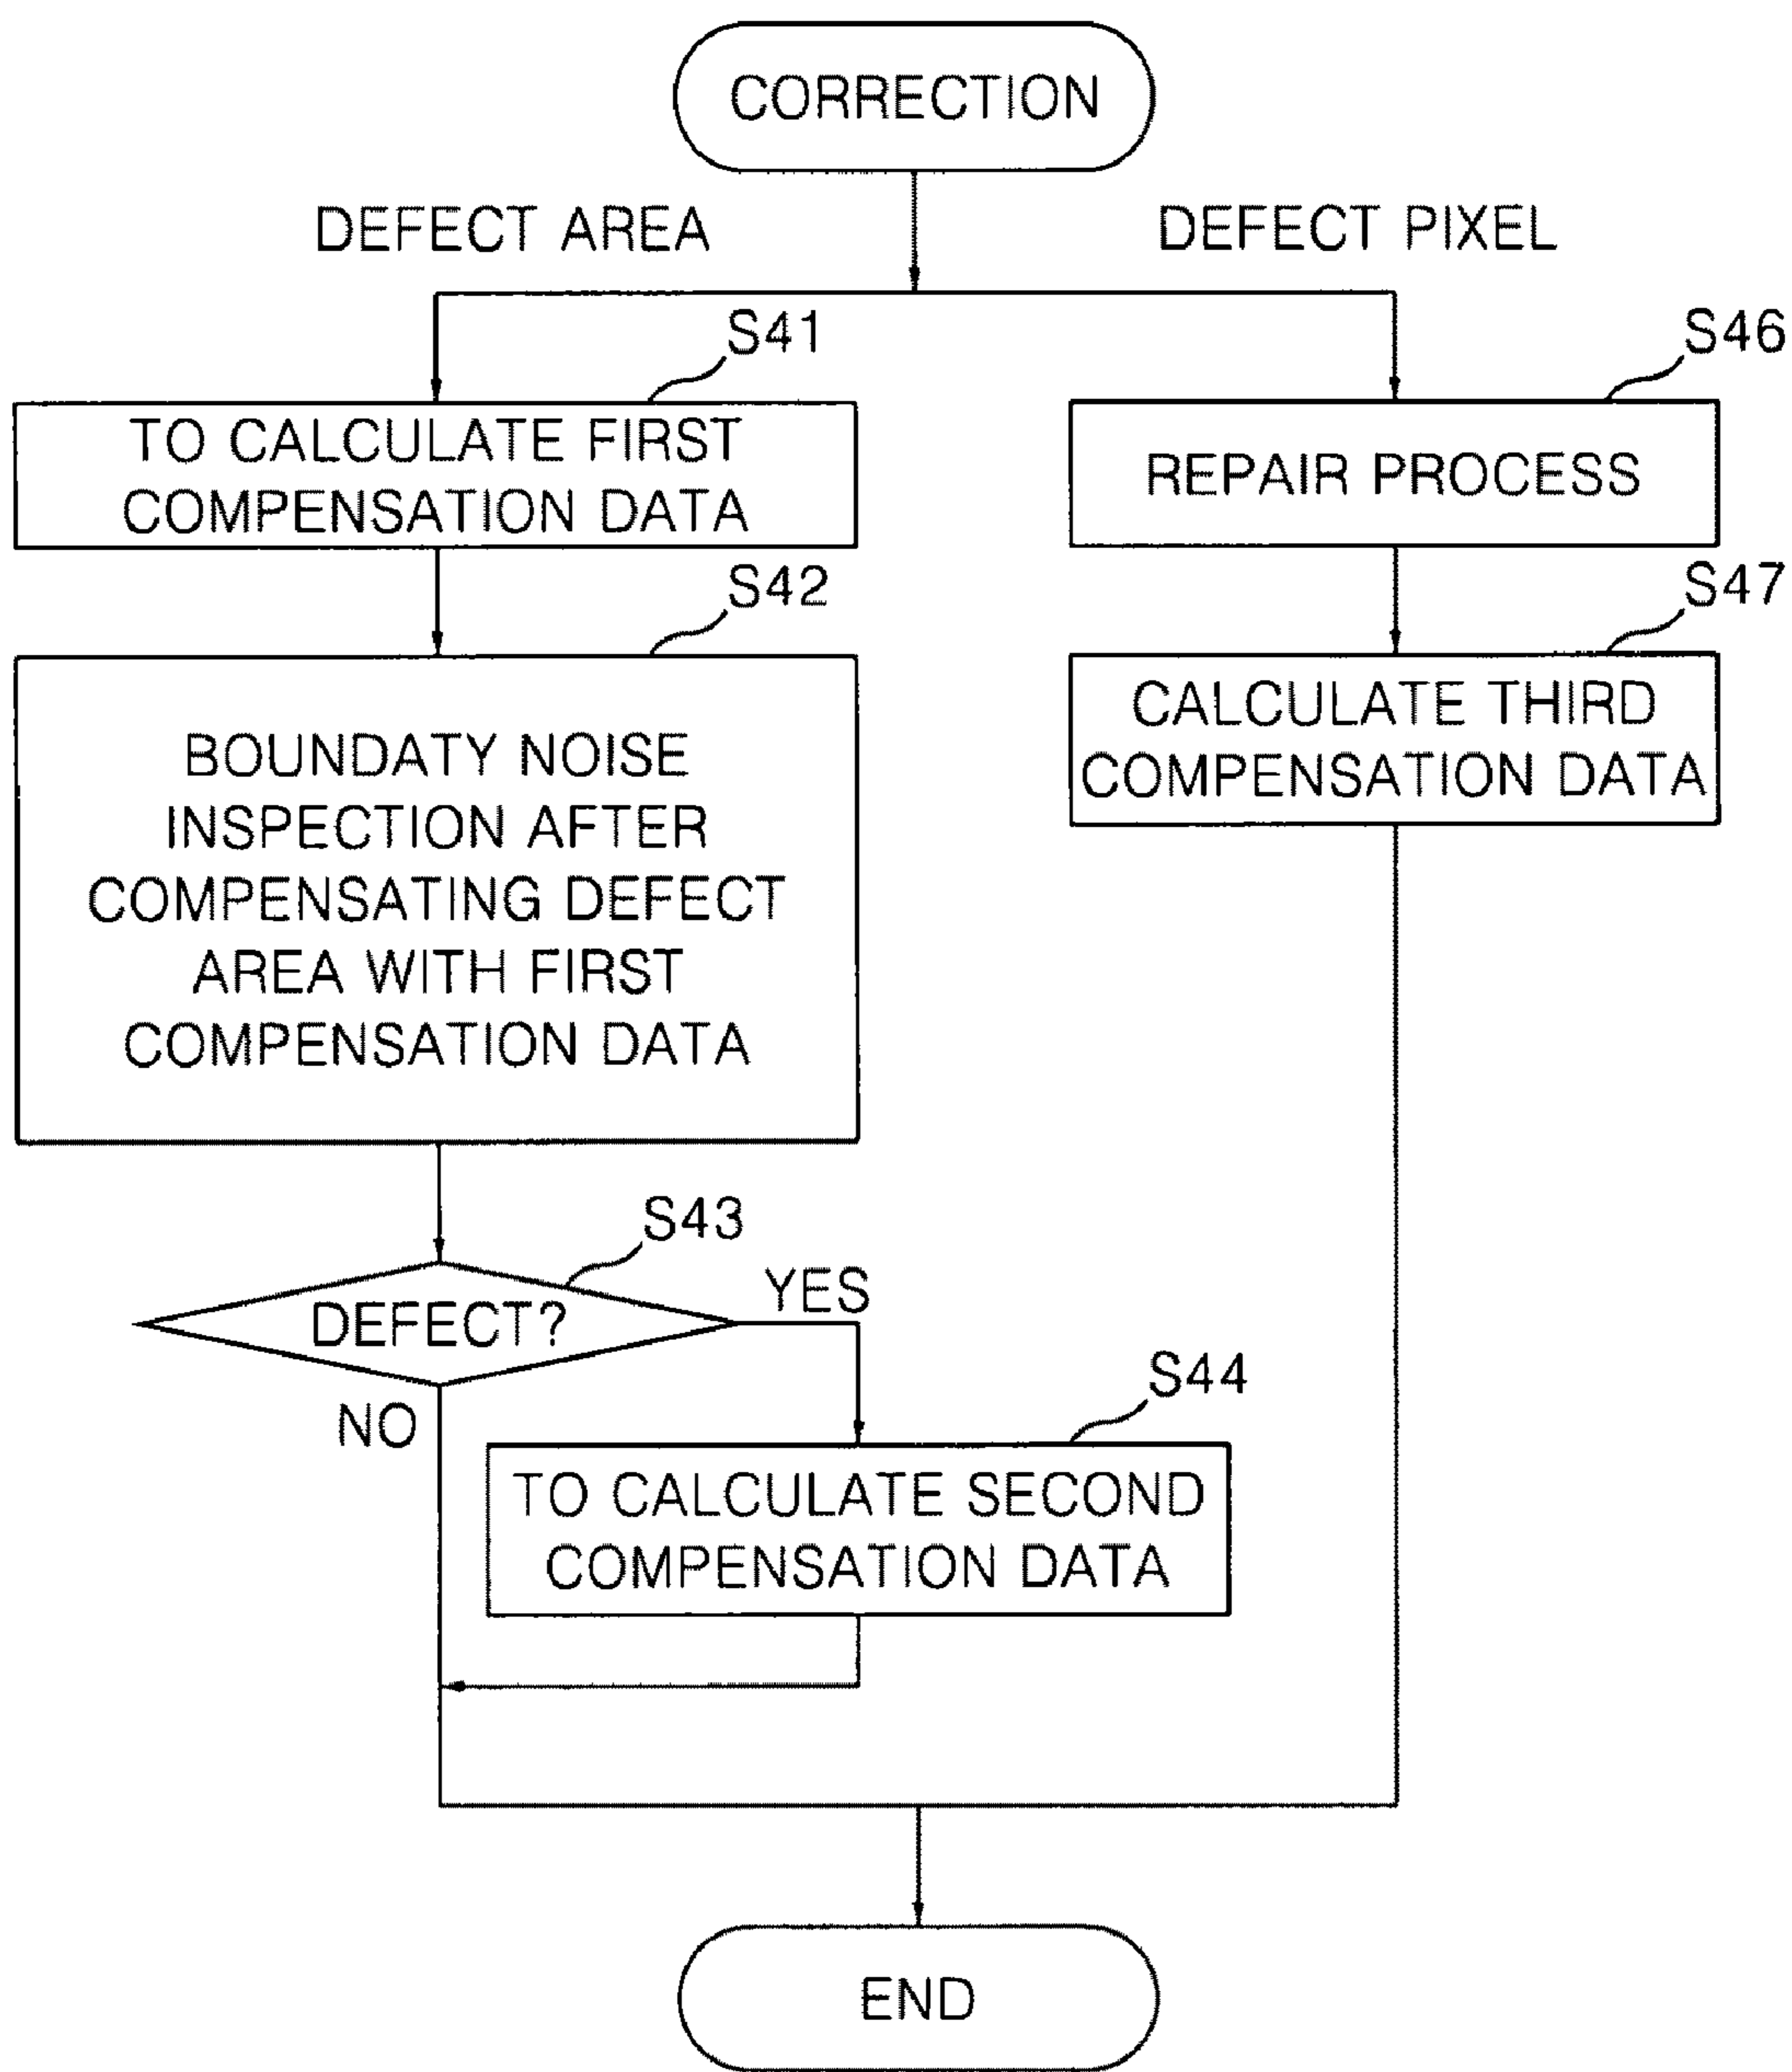 CORRECTION
DEFECT AREA
DEFECT PIXEL
S41
TO CALCULATE FIRST
COMPENSATION DATA
S42
BOUNDATY NOISE
INSPECTION AFTER
COMPENSATING DEFECT
AREA WITH FIRST
COMPENSATION DATA
S43
DEFECT?
YES
NO
S44
TO CALCULATE SECOND
COMPENSATION DATA
S46
REPAIR PROCESS
S47
CALCULATE THIRD
COMPENSATION DATA
END